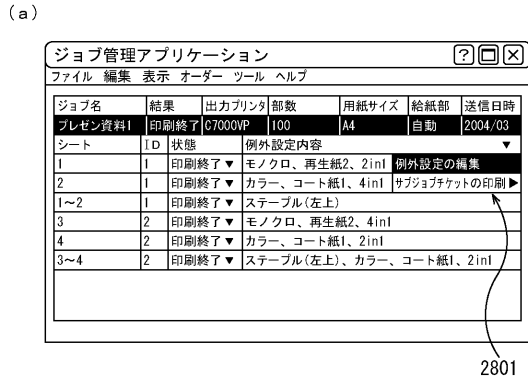 (a)
ジョブ管理アプリケーション ?
ファイル 編集 表示 オーダー ツール ヘルプ
ジョブ名 結果 出力プリンタ 部数 用紙サイズ 給紙部 送信日時
プレゼン資料1 印刷終了 C7000VP 100 A4 自動 2004/03
シート ID 状態 例外設定内容 ▼
1 1 印刷終了▼ モノクロ、再生紙2、2in1 例外設定の編集
2 1 印刷終了▼ カラー、コート紙1、4in1 サブジョブチケットの印刷▶
1~2 1 印刷終了▼ ステープル(左上)
3 2 印刷終了▼ モノクロ、再生紙2、4in1
4 2 印刷終了▼ カラー、コート紙1、2in1
3~4 2 印刷終了▼ ステープル(左上)、カラー、コート紙1、2in1
2801